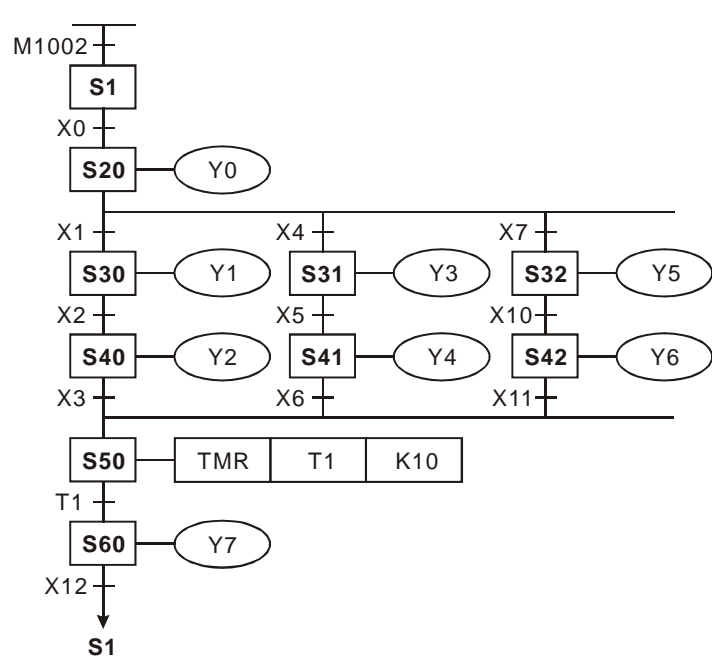 M1002
S1
X0
S20 Y0
X1 X4 X7
S30 Y1 S31 Y3 S32 Y5
X2 X5 X10
S40 Y2 S41 Y4 S42 Y6
X3 X6 X11
S50 TMR T1 K10
T1
S60 Y7
X12
S1